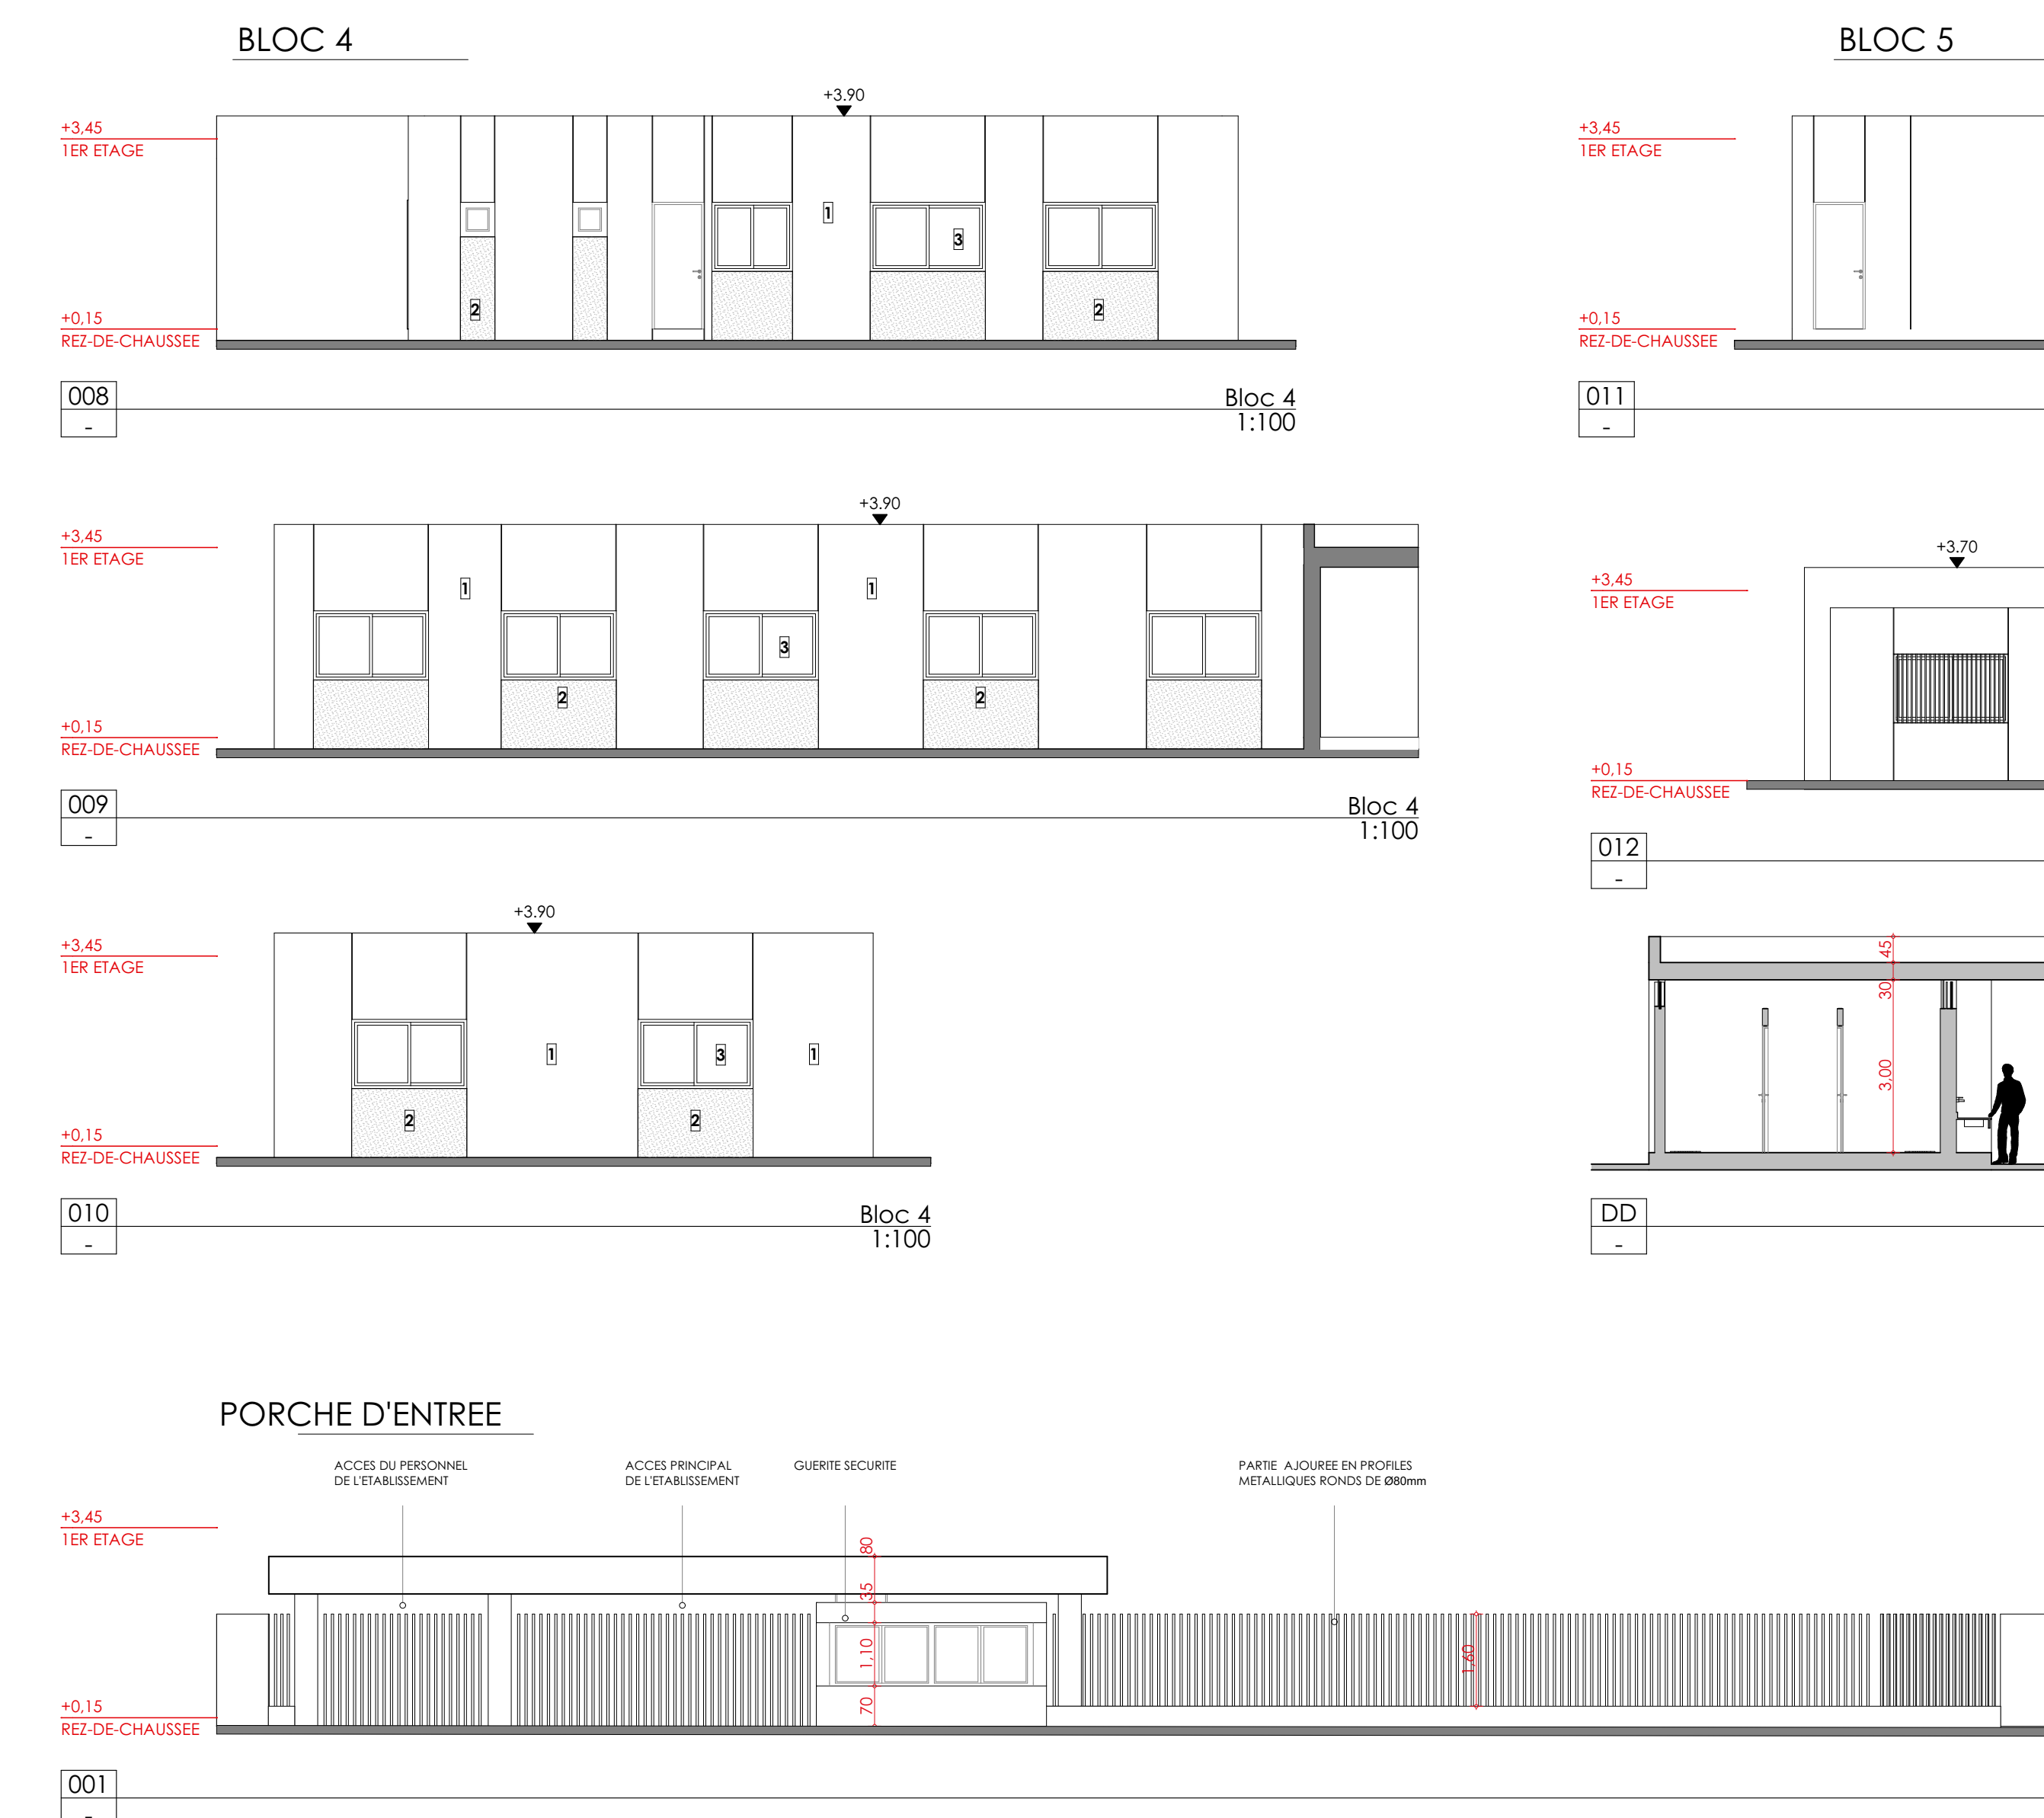 BLOC 4
+3.90
+3,45
1ER ETAGE
1
3
2
2
+0,15
REZ-DE-CHAUSSEE
008
-
Bloc 4
1:100
+3.90
+3,45
1ER ETAGE
1
1
3
2
2
+0,15
REZ-DE-CHAUSSEE
009
-
Bloc 4
1:100
+3.90
+3,45
1ER ETAGE
1
3
1
2
2
+0,15
REZ-DE-CHAUSSEE
010
-
Bloc 4
1:100
BLOC 5
+3,45
1ER ETAGE
+0,15
REZ-DE-CHAUSSEE
011
-
+3.70
+3,45
1ER ETAGE
+0,15
REZ-DE-CHAUSSEE
012
-
45
30
3,00
DD
-
PORCHE D'ENTREE
ACCES DU PERSONNEL
DE L'ETABLISSEMENT
ACCES PRINCIPAL
DE L'ETABLISSEMENT
GUERITE SECURITE
PARTIE AJOUREE EN PROFILES
METALLIQUES RONDS DE Ø80mm
+3,45
1ER ETAGE
80
35
1,10
70
1,60
+0,15
REZ-DE-CHAUSSEE
001
-